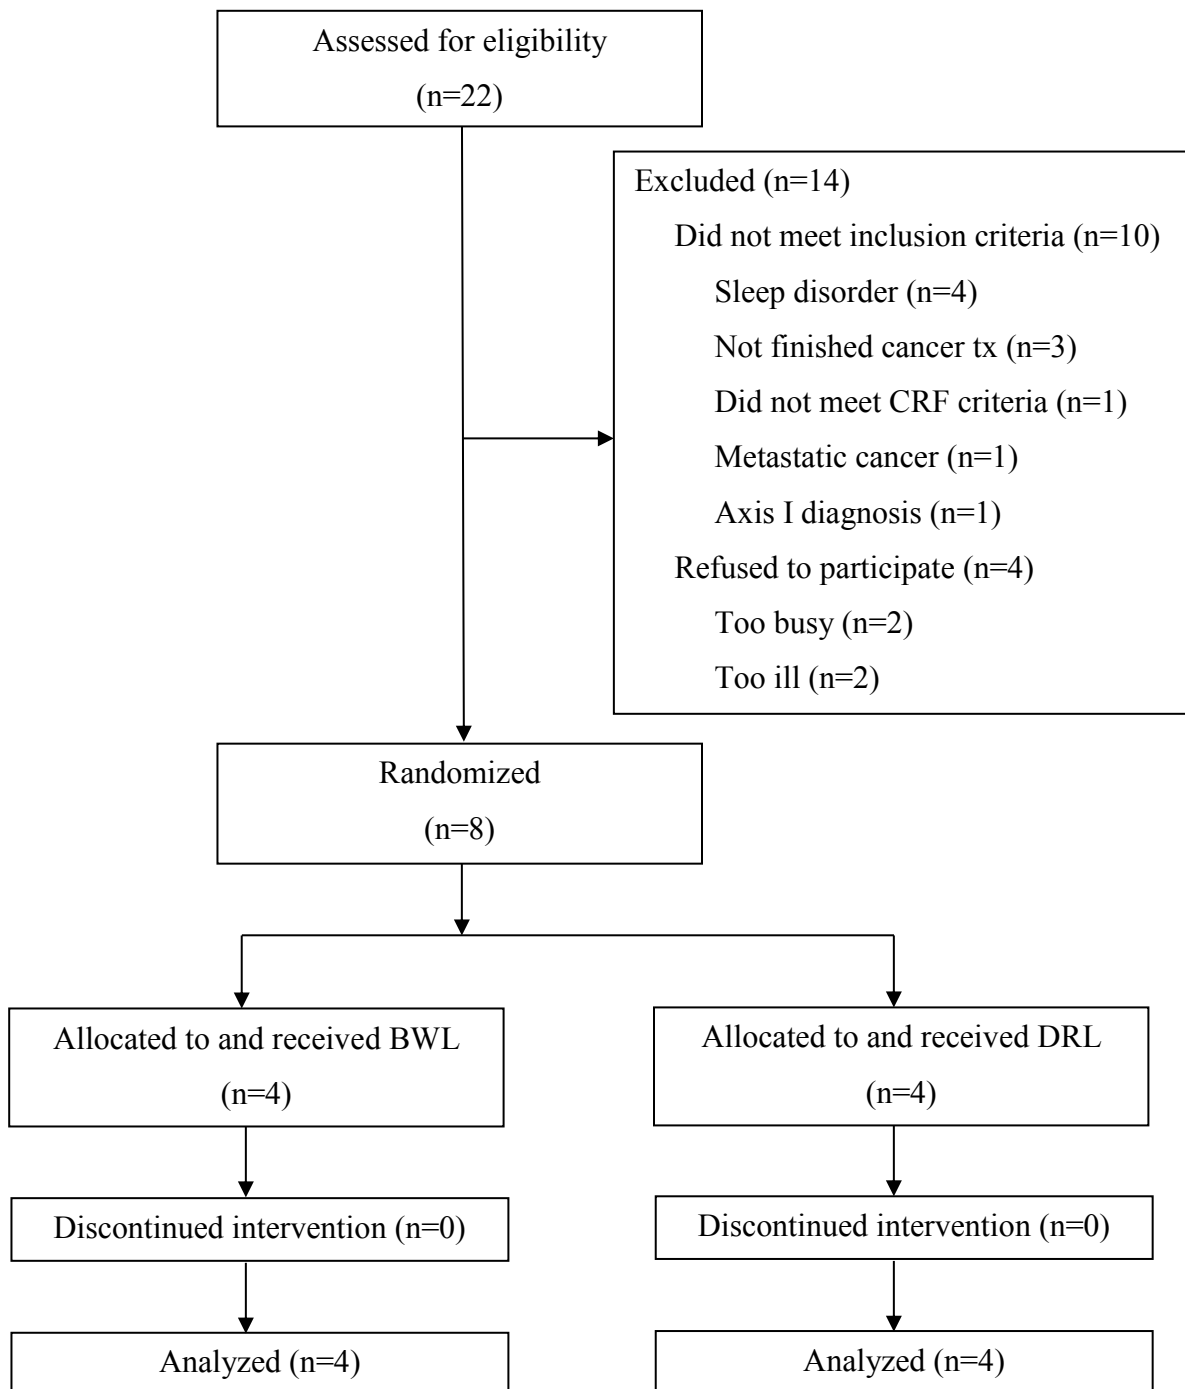 Assessed for eligibility
(n=22)
Excluded (n=14)
Did not meet inclusion criteria (n=10)
Sleep disorder (n=4)
Not finished cancer tx (n=3)
Did not meet CRF criteria (n=1)
Metastatic cancer (n=1)
Axis I diagnosis (n=1)
Refused to participate (n=4)
Too busy (n=2)
Too ill (n=2)
Randomized
(n=8)
Allocated to and received BWL
(n=4)
Allocated to and received DRL
(n=4)
Discontinued intervention (n=0)
Discontinued intervention (n=0)
Analyzed (n=4)
Analyzed (n=4)